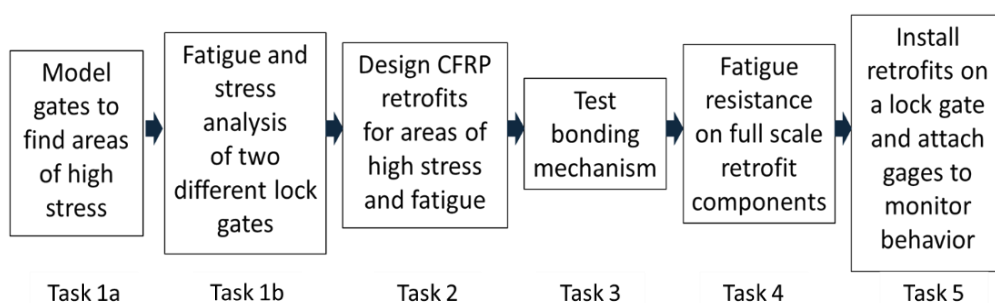 Model
gates to
find areas
of high
stress
Fatigue and
stress
analysis
of two
different lock
gates
Design CFRP
retrofits
for areas of
high stress
and fatigue
Test
bonding
mechanism
Fatigue
resistance
on full scale
retrofit
components
Install
retrofits on
a lock gate
and attach
gages to
monitor
behavior
Task 1a
Task 1b
Task 2
Task 3
Task 4
Task 5